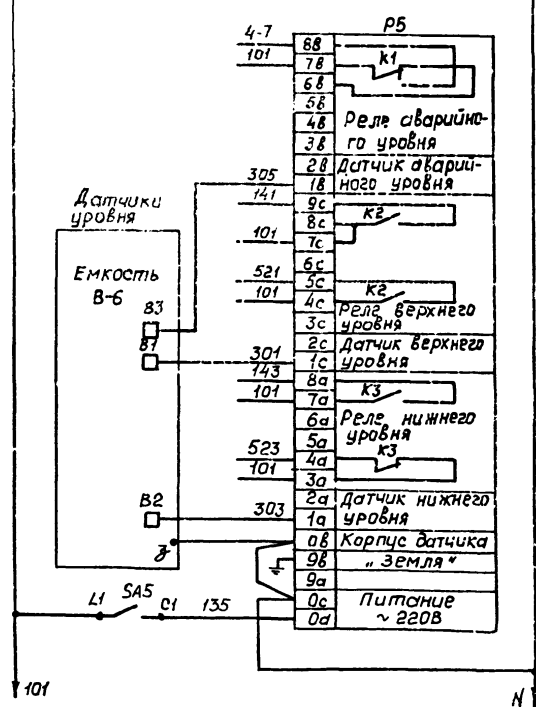 P5
4-7
8в
101
7в
K1
6в
5в
4в
Реле аварийно-
3в
го уровня
2в
Датчик аварий-
305
1в
ного уровня
141
9с
Датчики
уровня
8с
K2
101
7с
6с
Емкость
В-6
521
5с
K2
101
4с
Реле верхнего
3с
уровня
B3
2с
Датчик верхнего
B1
301
1с
уровня
143
8а
101
7а
K3
6а
Реле нижнего
5а
уровня
523
4а
K3
101
3а
2а
Датчик нижнего
B2
303
1а
уровня
0в
Корпус датчика
9в
„Земля“
9а
0с
Питание
L1
SA5
C1
135
0а
~ 220В
101
N